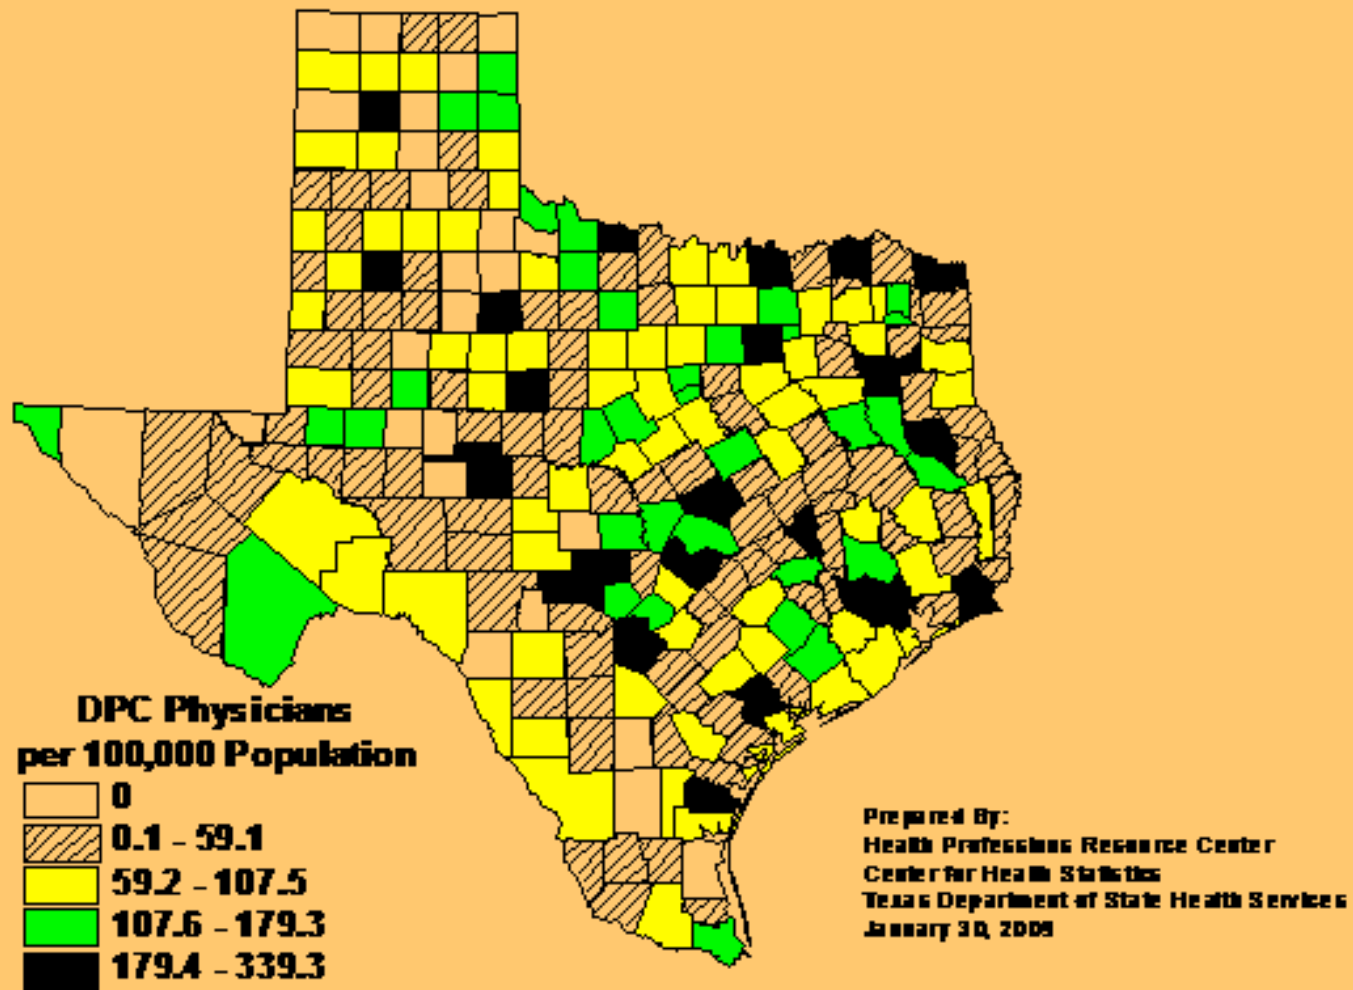 DPC Physicians
per 100,000 Population
0
0.1 - 59.1
59.2 - 107.5
107.6 - 179.3
179.4 - 339.3
Prepared By:
Health Professions Resource Center
Center for Health Statistics
Texas Department of State Health Services
January 30, 2009